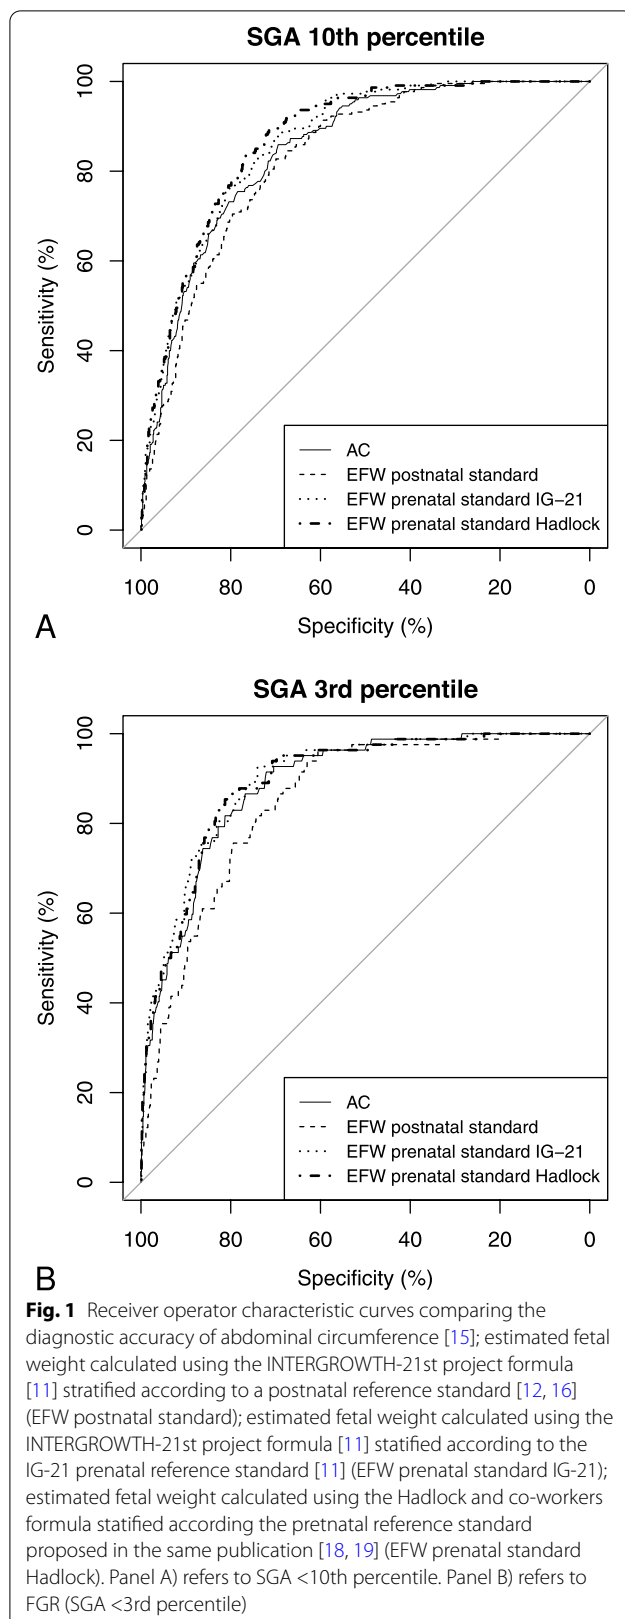 SGA 10th percentile
100
80
60
40
20
0
Sensitivity (%)
AC
EFW postnatal standard
EFW prenatal standard IG−21
EFW prenatal standard Hadlock
100 80 60 40 20 0
A
Specificity (%)
SGA 3rd percentile
100
80
60
40
20
0
Sensitivity (%)
AC
EFW postnatal standard
EFW prenatal standard IG−21
EFW prenatal standard Hadlock
100 80 60 40 20 0
B
Specificity (%)
Fig. 1 Receiver operator characteristic curves comparing the
diagnostic accuracy of abdominal circumference [15]; estimated fetal
weight calculated using the INTERGROWTH-21st project formula
[11] stratified according to a postnatal reference standard [12, 16]
(EFW postnatal standard); estimated fetal weight calculated using the
INTERGROWTH-21st project formula [11] statified according to the
IG-21 prenatal reference standard [11] (EFW prenatal standard IG-21);
estimated fetal weight calculated using the Hadlock and co-workers
formula statified according the pretnatal reference standard
proposed in the same publication [18, 19] (EFW prenatal standard
Hadlock). Panel A) refers to SGA <10th percentile. Panel B) refers to
FGR (SGA <3rd percentile)